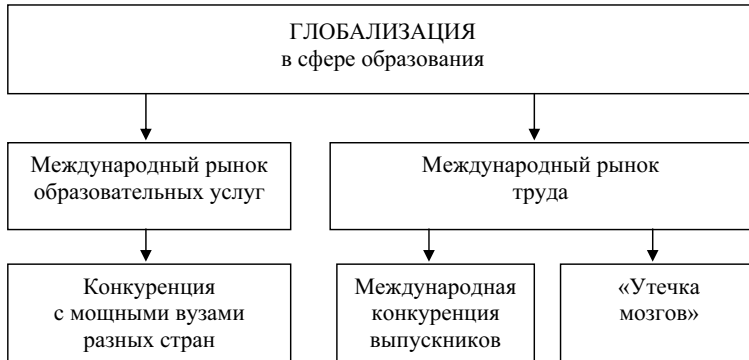 ГЛОБАЛИЗАЦИЯ
в сфере образования
Международный рынок
образовательных услуг
Международный рынок
труда
Конкуренция
с мощными вузами
разных стран
Международная
конкуренция
выпускников
«Утечка
мозгов»